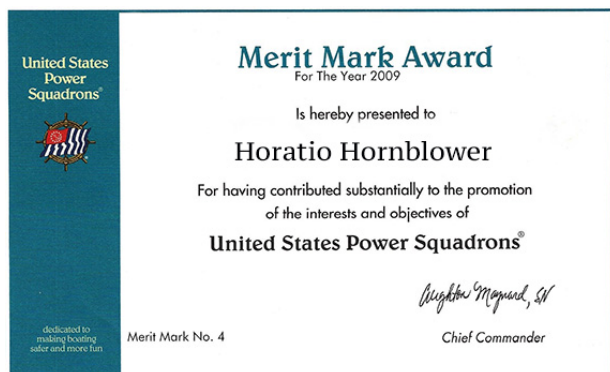 United States
Power
Squadrons®
dedicated to
making boating
safer and more fun
Merit Mark Award
For The Year 2009
Is hereby presented to
Horatio Hornblower
For having contributed substantially to the promotion
of the interests and objectives of
United States Power Squadrons®
Maynard, SN
Merit Mark No. 4
Chief Commander